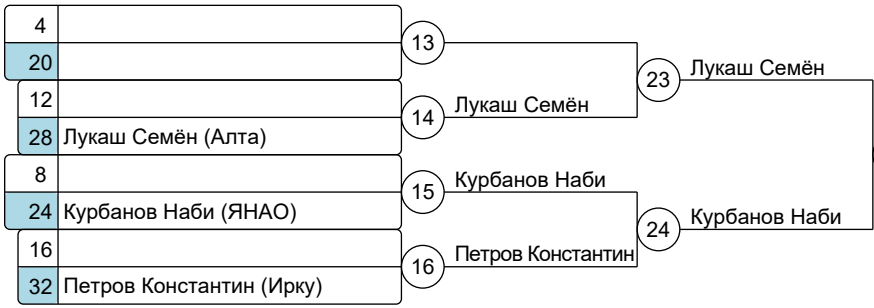 4
13
20
23 Лукаш Семён
12
14 Лукаш Семён
28 Лукаш Семён (Алта)
8
15 Курбанов Наби
24 Курбанов Наби (ЯНАО)
24 Курбанов Наби
16
16 Петров Константин
32 Петров Константин (Ирку)